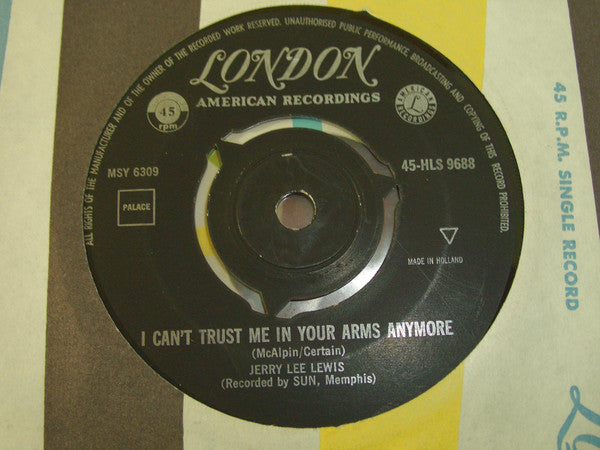 ALL RIGHTS OF THE MANUFACTURER AND OF THE OWNER OF THE RECORDED WORK RESERVED. UNAUTHORISED PUBLIC PERFORMANCE, BROADCASTING AND COPYING OF THIS RECORD PROHIBITED.
LONDON
AMERICAN RECORDINGS
45
rpm
AMERICAN
RECORDINGS
L
MSY 6309
45-HLS 9688
PALACE
MADE IN HOLLAND
I CAN'T TRUST ME IN YOUR ARMS ANYMORE
(McAlpin/Certain)
JERRY LEE LEWIS
(Recorded by SUN, Memphis)
45 R.P.M. SINGLE RECORD